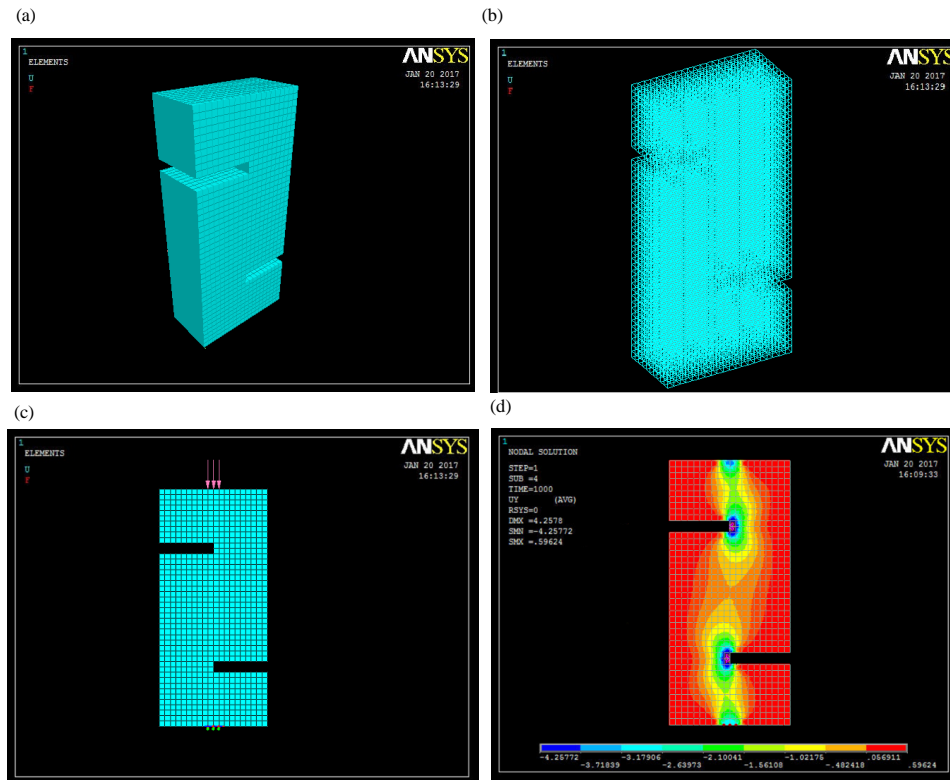 (a)
1
ELEMENTS
U
F
ANSYS
JAN 20 2017
16:13:29
(b)
1
ELEMENTS
U
F
ANSYS
JAN 20 2017
16:13:29
(c)
1
ELEMENTS
U
F
ANSYS
JAN 20 2017
16:13:29
(d)
1
NODAL SOLUTION
STEP=1
SUB =4
TIME=1000
UY (AVG)
RSYS=0
DMX =4.2578
SMN =-4.25772
SMX =.59624
ANSYS
JAN 20 2017
16:09:33
-4.25772 -3.17906 -2.10041 -1.02175 .056911
-3.71839 -2.63973 -1.56108 -.482418 .59624